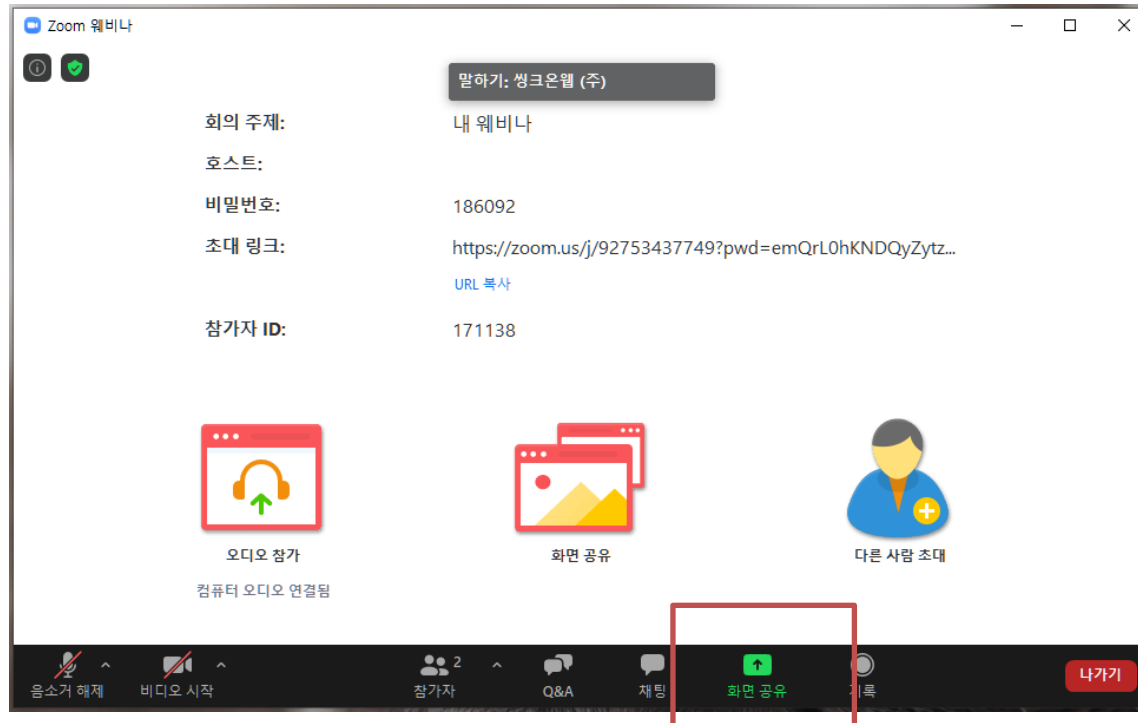 Zoom 웨비나
말하기: 씽크온웹 (주)
회의 주제: 내 웨비나
호스트:
비밀번호: 186092
초대 링크: https://zoom.us/j/92753437749?pwd=emQrL0hKNDQyZytz...
URL 복사
참가자 ID: 171138
오디오 참가 화면 공유 다른 사람 초대
컴퓨터 오디오 연결됨
음소거 해제 비디오 시작 참가자 2 Q&A 채팅 화면 공유 기록 나가기